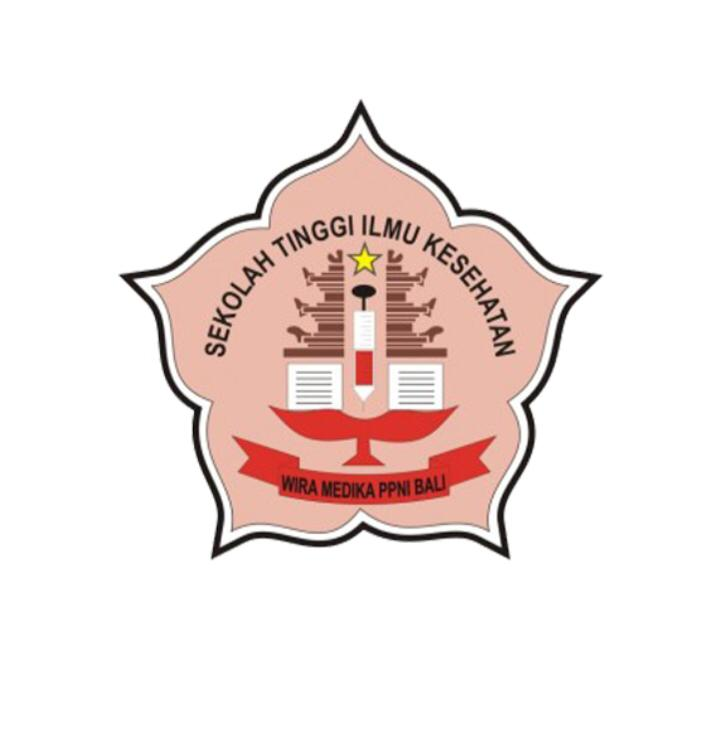 SEKOLAH TINGGI ILMU KESEHATAN
WIRA MEDIKA PPNI BALI